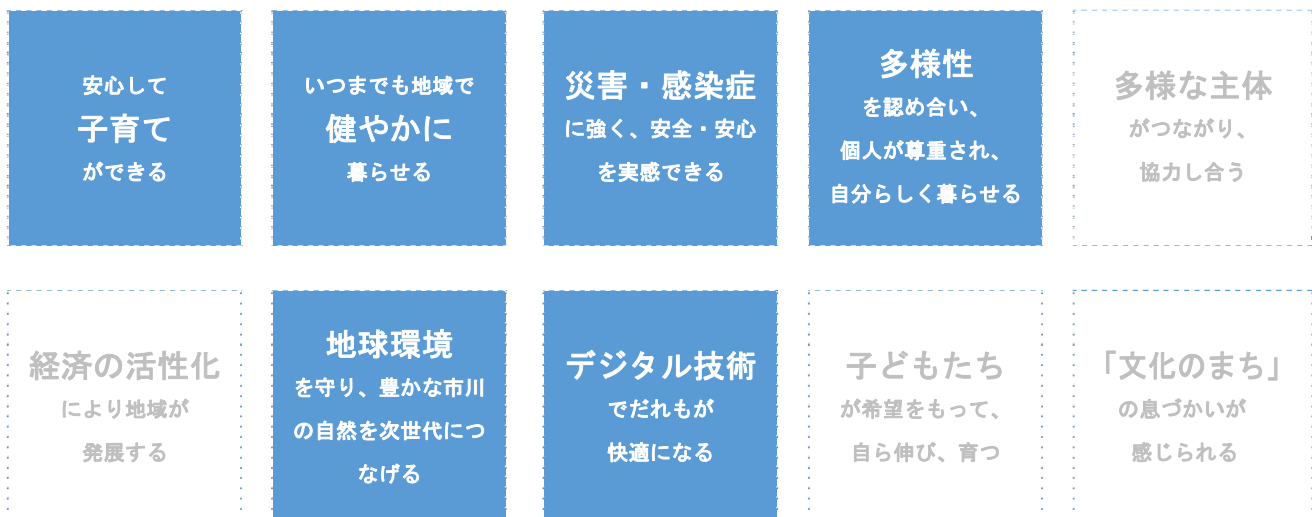 安心して
子育て
ができる
いつまでも地域で
健やかに
暮らせる
災害・感染症
に強く、安全・安心
を実感できる
多様性
を認め合い、
個人が尊重され、
自分らしく暮らせる
多様な主体
がつながり、
協力し合う
経済の活性化
により地域が
発展する
地球環境
を守り、豊かな市川
の自然を次世代につ
なげる
デジタル技術
でだれもが
快適になる
子どもたち
が希望をもって、
自ら伸び、育つ
「文化のまち」
の息づかいが
感じられる